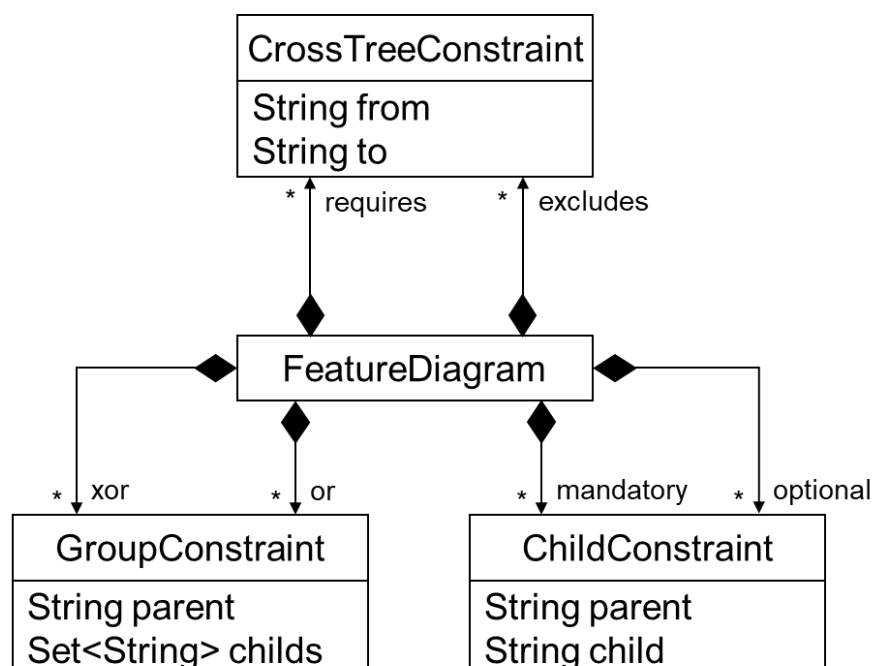 CrossTreeConstraint
String from
String to
* requires * excludes
FeatureDiagram
* xor * or * mandatory * optional
GroupConstraint
String parent
Set<String> childs
ChildConstraint
String parent
String child